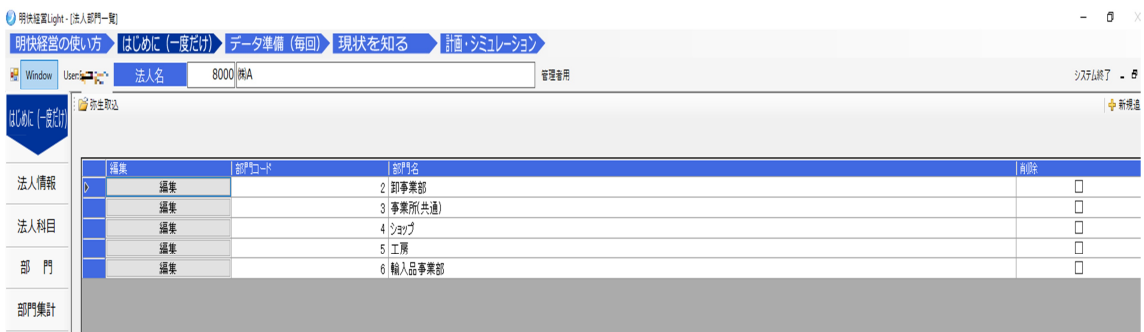 明快経営Light - [法人部門一覧]
明快経営の使い方 はじめに（一度だけ） データ準備（毎回） 現状を知る 計画・シミュレーション
Window 法人名 8000 ㈱A 管理者用 システム終了
はじめに（一度だけ） 弥生取込 新規追
編集 部門コード 部門名 削除
法人情報 編集 2 卸事業部
編集 3 事業所(共通)
法人科目 編集 4 ショップ
編集 5 工房
部 門 編集 6 輸入品事業部
部門集計